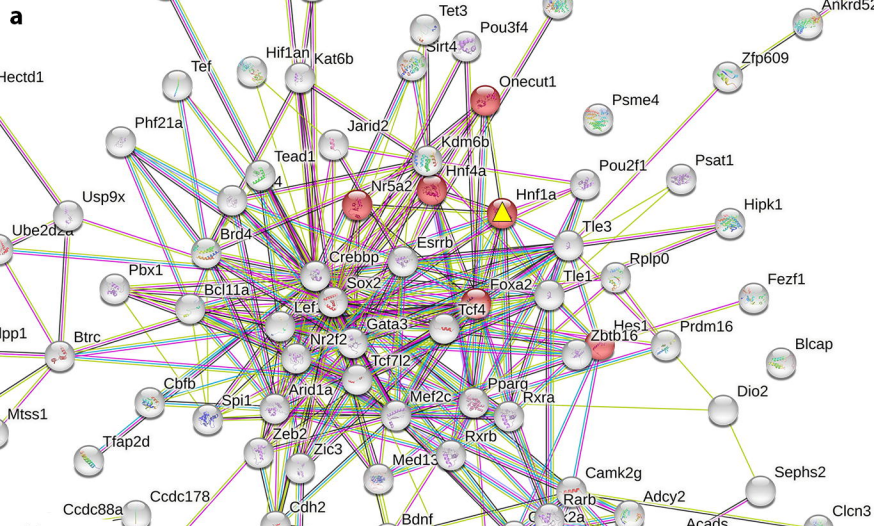 a
Tet3
Ankrd52
Pou3f4
Sirt4
Hif1an
Kat6b
Zfp609
Hectd1
Tef
Onecut1
Psme4
Phf21a
Jarid2
Kdm6b
Tead1
Hnf4a
Pou2f1
Psat1
4
Nr5a2
Hnf1a
Usp9x
Hipk1
Tle3
Ube2d2a
Brd4
Esrrb
Crebbp
Rplp0
Pbx1
Sox2
Foxa2
Tle1
Fezf1
Bcl11a
Lef
Tcf4
Gata3
Hes1
Prdm16
Zbtb16
Btrc
Nr2f2
Blcap
Tcf7l2
Cbfb
Arid1a
Pparg
Dio2
Spi1
Mef2c
Rxra
Mtss1
Zeb2
Tfap2d
Zic3
Rxrb
Med13
Camk2g
Sephs2
Ccdc178
Rarb
Adcy2
Ccdc88a
Cdh2
Bdnf
2a
Acads
Clcn3